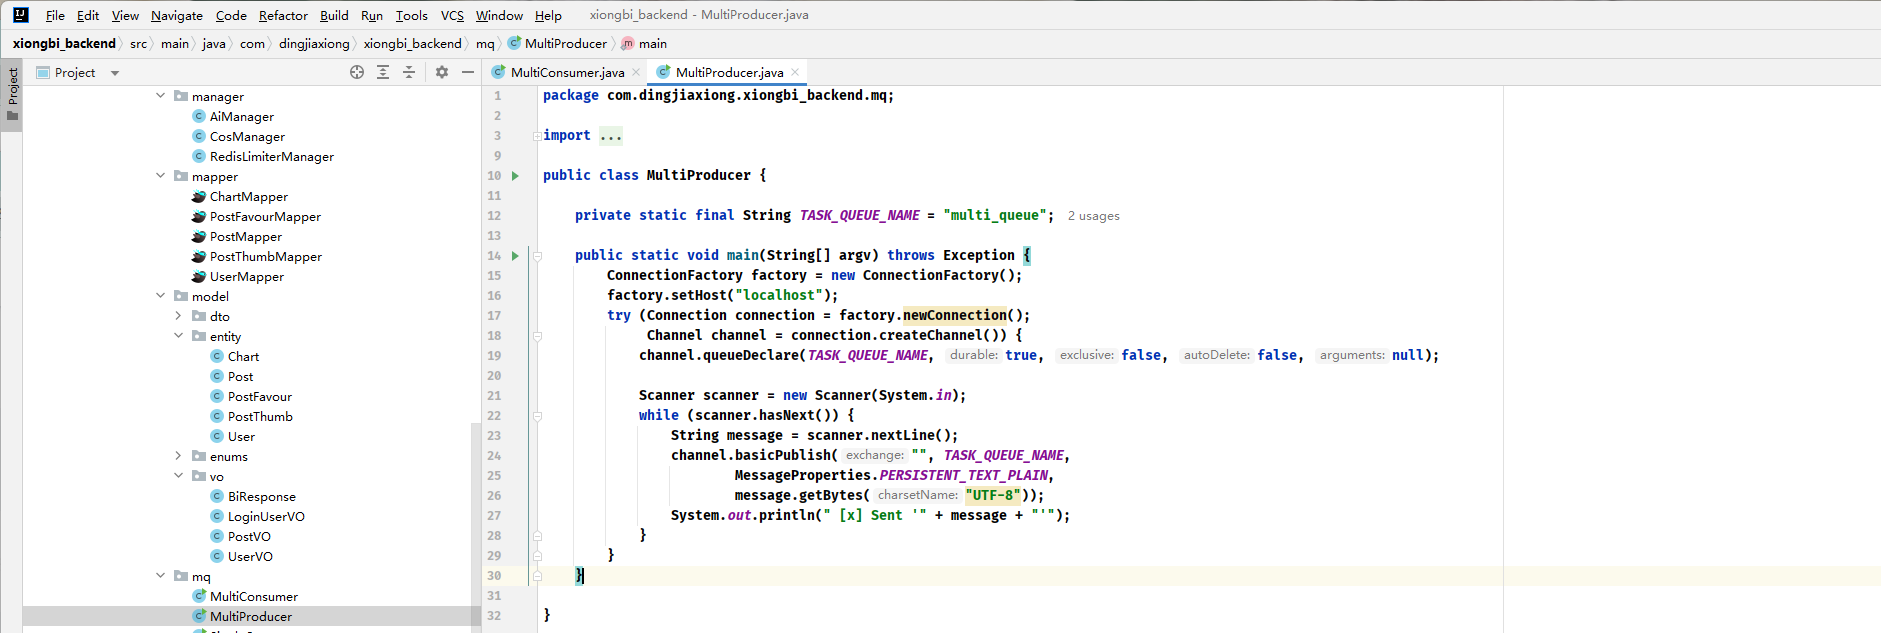 File Edit View Navigate Code Refactor Build Run Tools VCS Window Help xiongbi_backend - MultiProducer.java
xiongbi_backend src main java com dingjiaxiong xiongbi_backend mq MultiProducer main
Project
Project
MultiConsumer.java MultiProducer.java
manager
AiManager
CosManager
RedisLimiterManager
mapper
ChartMapper
PostFavourMapper
PostMapper
PostThumbMapper
UserMapper
model
dto
entity
Chart
Post
PostFavour
PostThumb
User
enums
vo
BiResponse
LoginUserVO
PostVO
UserVO
mq
MultiConsumer
MultiProducer
1 package com.dingjiaxiong.xiongbi_backend.mq;
2
3 import ...
9
10 public class MultiProducer {
11
12 private static final String TASK_QUEUE_NAME = "multi_queue"; 2 usages
13
14 public static void main(String[] argv) throws Exception {
15 ConnectionFactory factory = new ConnectionFactory();
16 factory.setHost("localhost");
17 try (Connection connection = factory.newConnection();
18 Channel channel = connection.createChannel()) {
19 channel.queueDeclare(TASK_QUEUE_NAME, durable: true, exclusive: false, autoDelete: false, arguments: null);
20
21 Scanner scanner = new Scanner(System.in);
22 while (scanner.hasNext()) {
23 String message = scanner.nextLine();
24 channel.basicPublish( exchange: "", TASK_QUEUE_NAME,
25 MessageProperties.PERSISTENT_TEXT_PLAIN,
26 message.getBytes( charsetName: "UTF-8"));
27 System.out.println(" [x] Sent '" + message + "'");
28 }
29 }
30 }
31
32 }